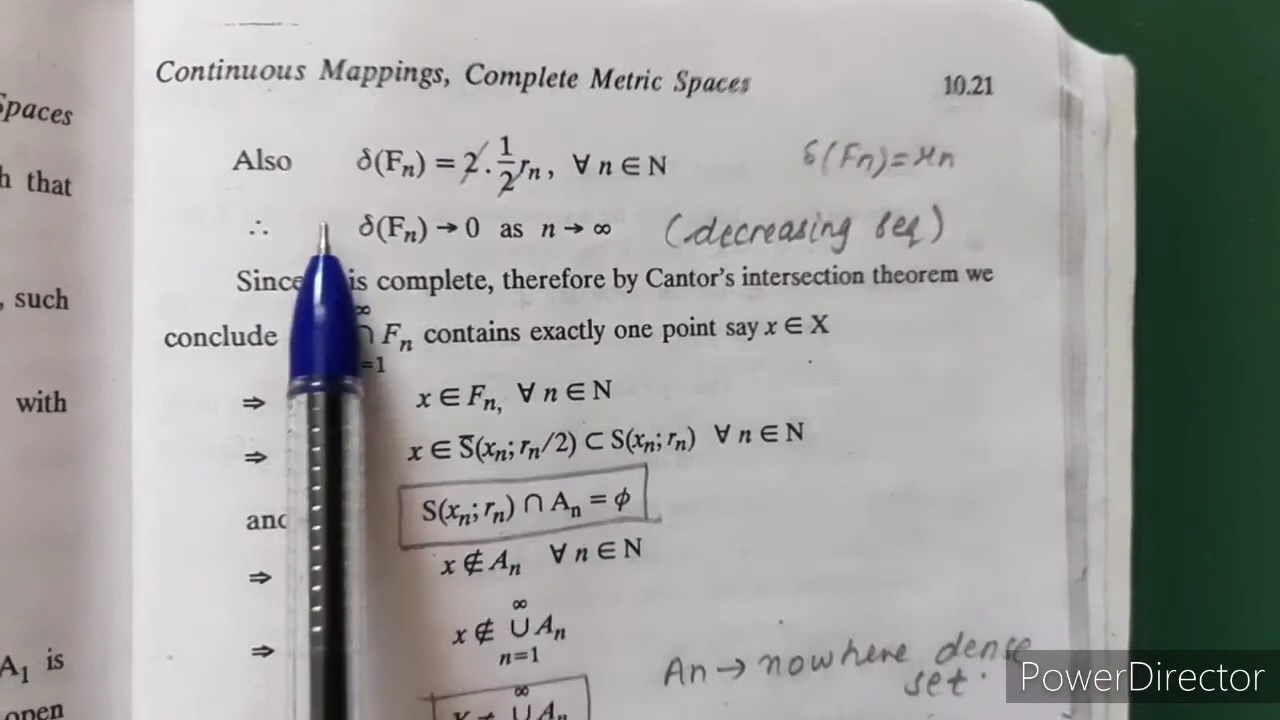 Continuous Mappings, Complete Metric Spaces 10.21
Spaces
Also δ(Fₙ) = 2 · 1/2 rₙ, ∀ n ∈ N δ(Fn) = rn
h that
∴ δ(Fₙ) → 0 as n → ∞ (decreasing seq)
Since is complete, therefore by Cantor's intersection theorem we
, such
conclude ∞ ∩ =1 Fₙ contains exactly one point say x ∈ X
⇒ x ∈ Fₙ, ∀ n ∈ N
with
⇒ x ∈ S̅(xₙ; rₙ/2) ⊂ S(xₙ; rₙ) ∀ n ∈ N
and S(xₙ; rₙ) ∩ Aₙ = ϕ
⇒ x ∉ Aₙ ∀ n ∈ N
⇒ x ∉ ∞ ∪ n=1 Aₙ
A₁ is
An → nowhere dense
set.
open
∞ ∪ Aₙ
PowerDirector